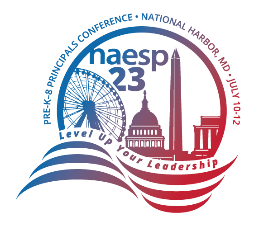 PRE-K-8 PRINCIPALS CONFERENCE • NATIONAL HARBOR, MD • JULY 10-12
naesp
23
Level Up Your Leadership